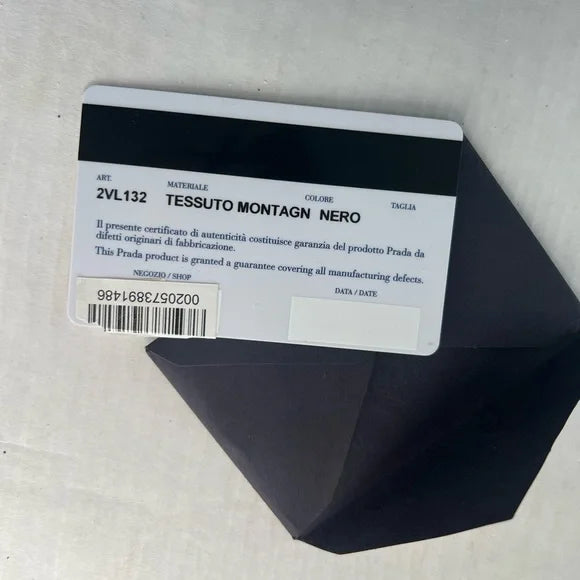 ART. MATERIALE COLORE TAGLIA
2VL132 TESSUTO MONTAGN NERO
Il presente certificato di autenticità costituisce garanzia del prodotto Prada da
difetti originari di fabbricazione.
This Prada product is granted a guarantee covering all manufacturing defects.
NEGOZIO / SHOP
DATA / DATE
0020573891486